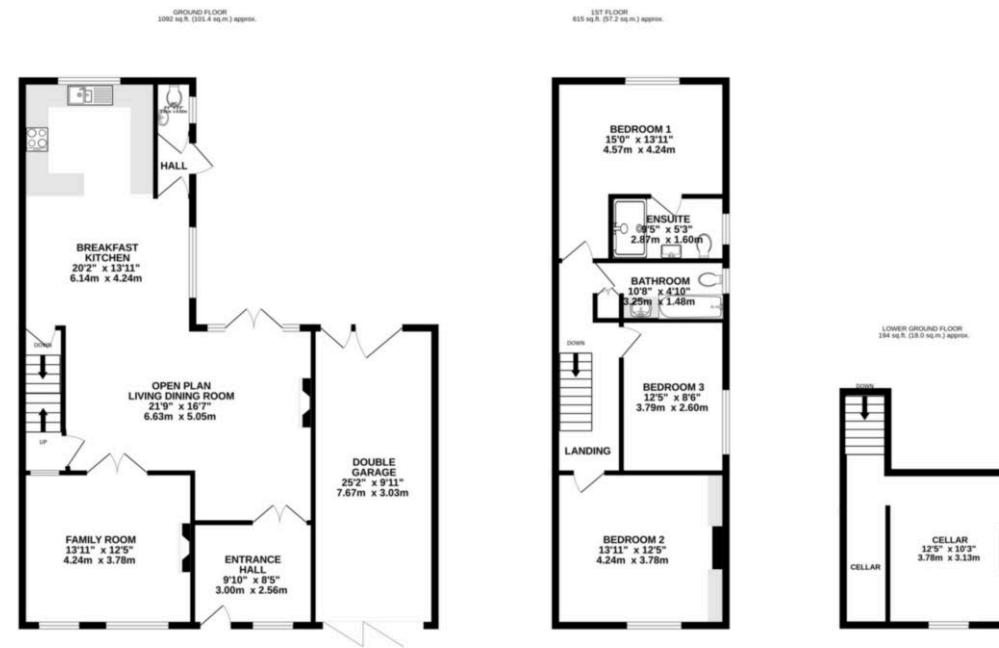 GROUND FLOOR
1092 sq.ft. (101.4 sq.m.) approx.
HALL
BREAKFAST
KITCHEN
20'2" x 13'11"
6.14m x 4.24m
DOWN
UP
OPEN PLAN
LIVING DINING ROOM
21'9" x 16'7"
6.63m x 5.05m
DOUBLE
GARAGE
25'2" x 9'11"
7.67m x 3.03m
FAMILY ROOM
13'11" x 12'5"
4.24m x 3.78m
ENTRANCE
HALL
9'10" x 8'5"
3.00m x 2.56m
1ST FLOOR
615 sq.ft. (57.2 sq.m.) approx.
BEDROOM 1
15'0" x 13'11"
4.57m x 4.24m
ENSUITE
9'5" x 5'3"
2.87m x 1.60m
BATHROOM
10'8" x 4'10"
3.25m x 1.48m
DOWN
BEDROOM 3
12'5" x 8'6"
3.79m x 2.60m
LANDING
BEDROOM 2
13'11" x 12'5"
4.24m x 3.78m
LOWER GROUND FLOOR
194 sq.ft. (18.0 sq.m.) approx.
DOWN
CELLAR
12'5" x 10'3"
3.78m x 3.13m
CELLAR